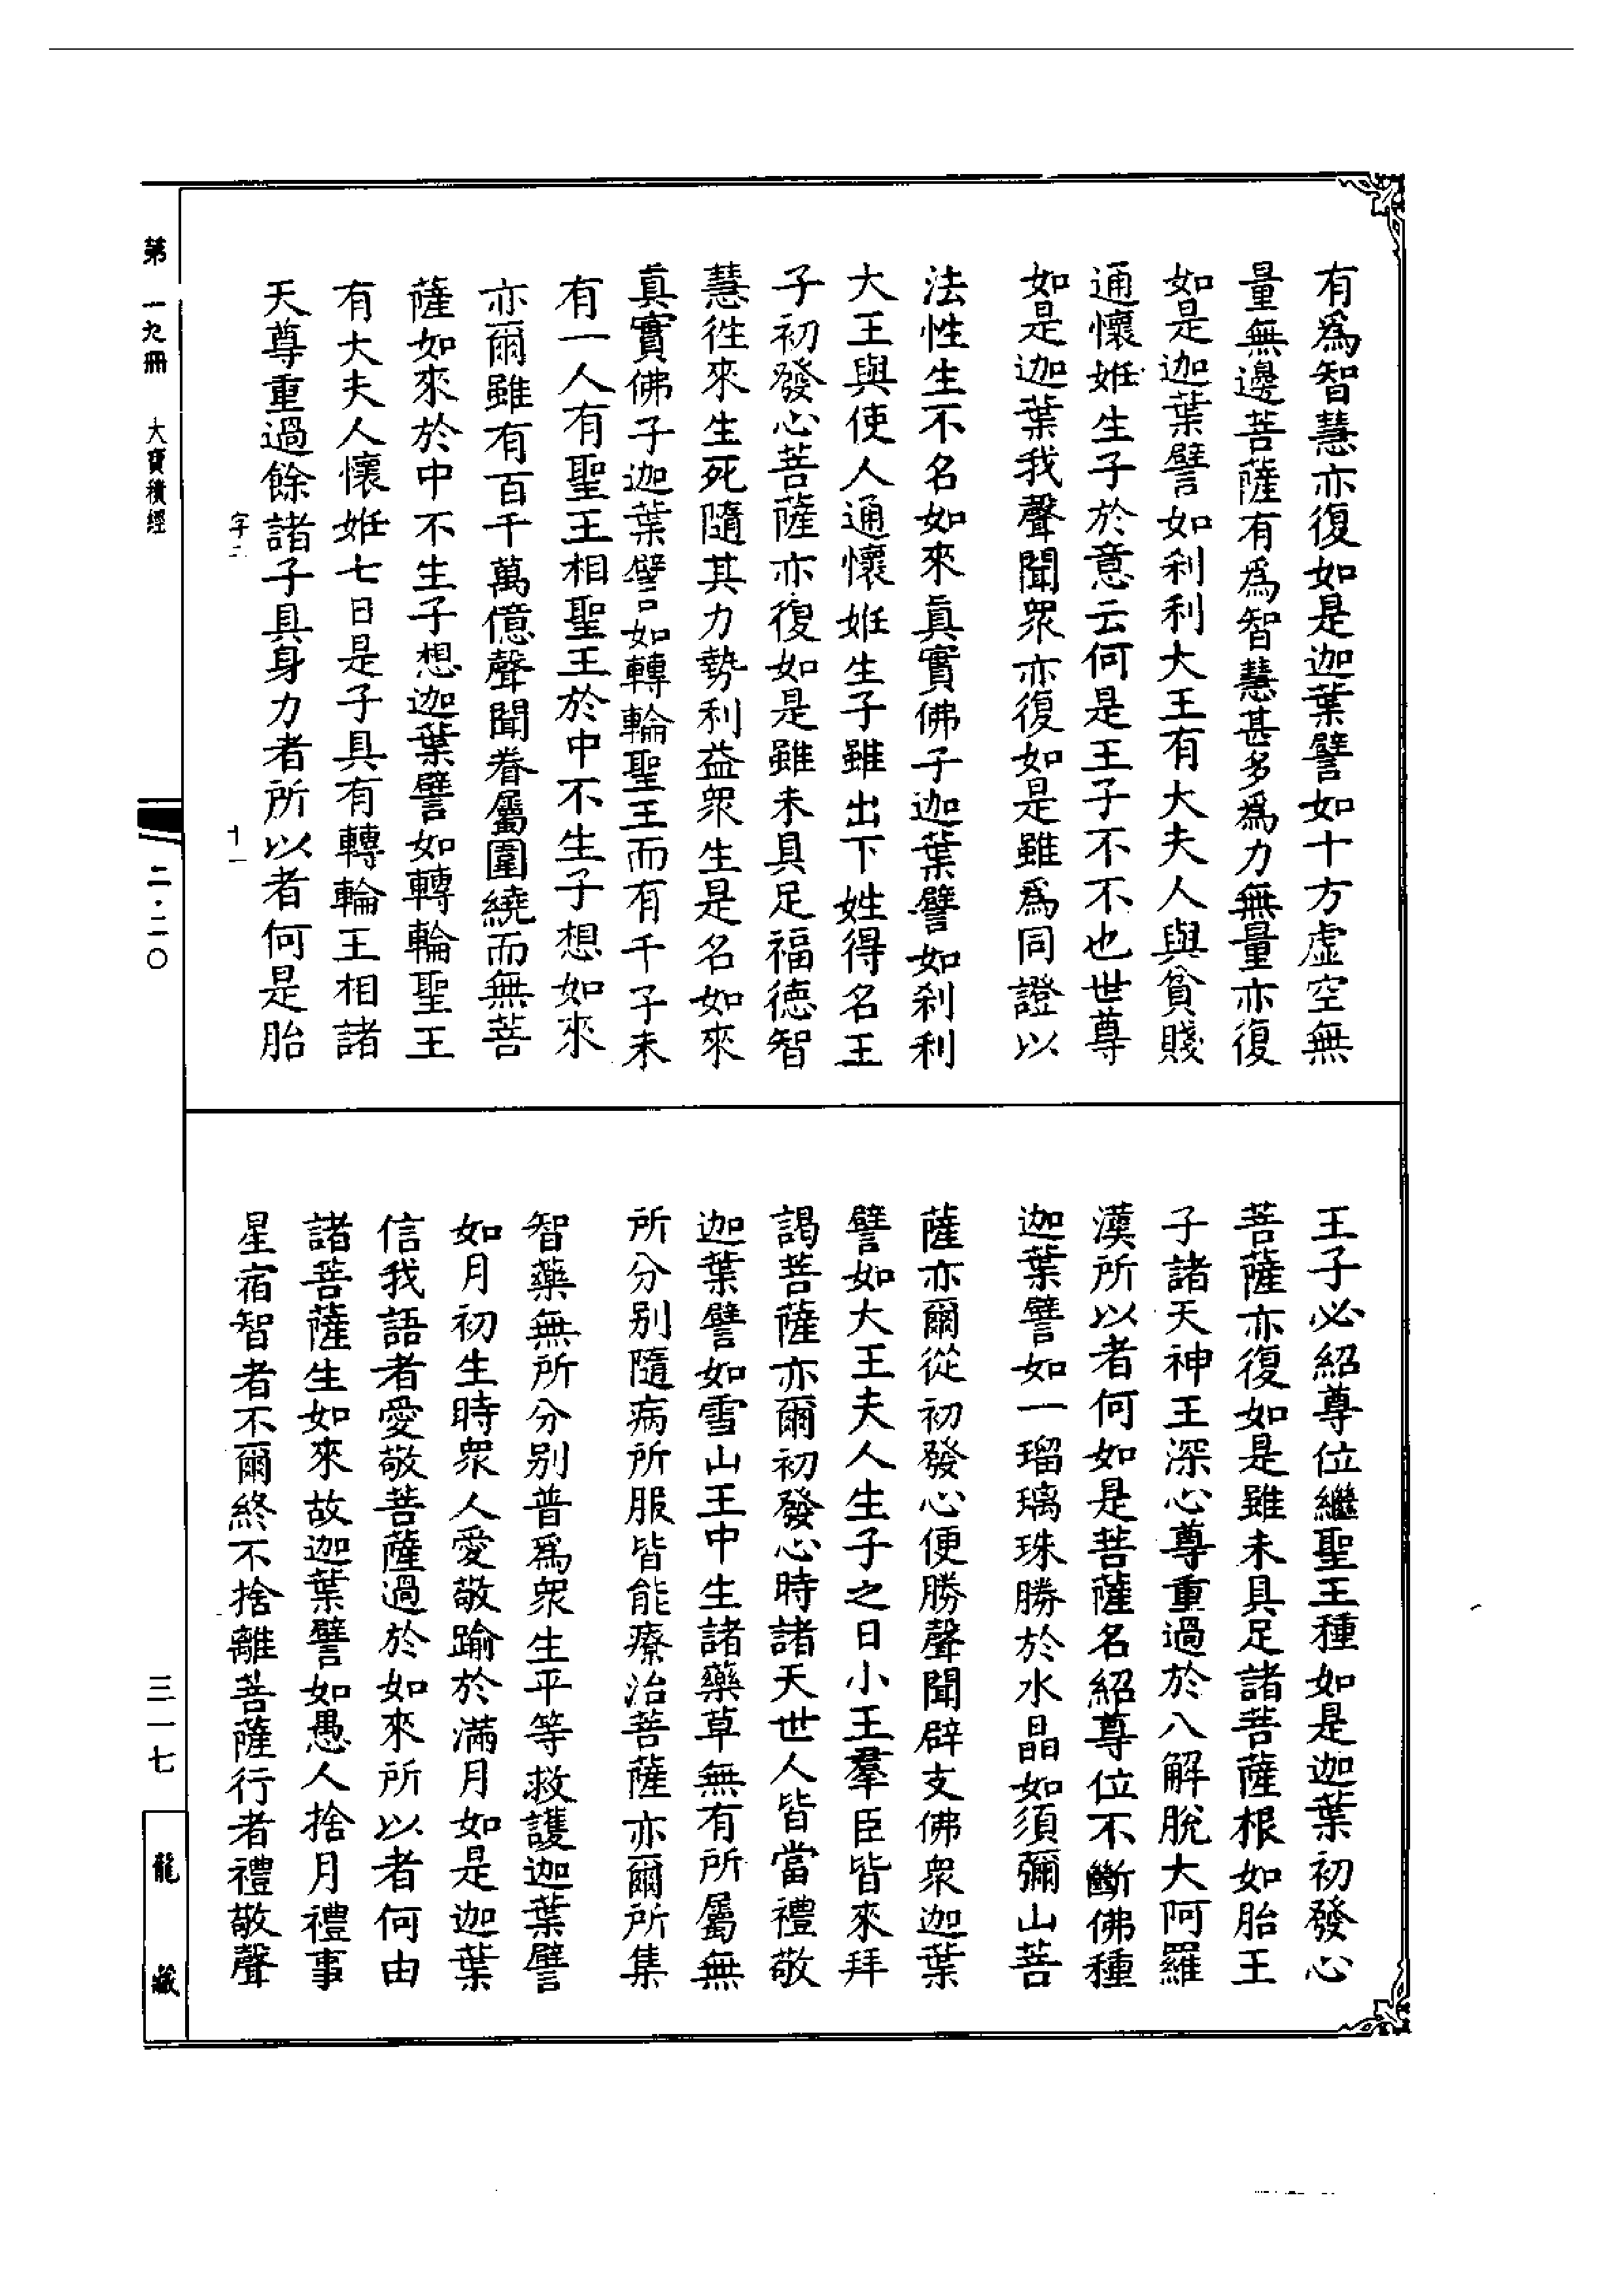 有爲智慧亦復如是迦葉譬如十方虛空無
量無邊菩薩有爲智慧甚多爲力無量亦復
如是迦葉譬如刹利大王有大夫人與貧賤
通懷妊生子於意云何是王子不不也世尊
如是迦葉我聲聞衆亦復如是雖爲同證以
法性生不名如來真實佛子迦葉譬如刹利
大王與使人通懷妊生子雖出下姓得名王
子初發心菩薩亦復如是雖未具足福德智
慧往來生死隨其力勢利益衆生是名如來
真實佛子迦葉譬如轉輪聖王而有千子未
有一人有聖王相聖王於中不生子想如來
亦爾雖有百千萬億聲聞眷屬圍繞而無菩
薩如來於中不生子想迦葉譬如轉輪聖王
有大夫人懷妊七日是子具有轉輪王相諸
天尊重過餘諸子具身力者所以者何是胎
王子必紹尊位繼聖王種如是迦葉初發心
菩薩亦復如是雖未具足諸菩薩根如胎王
子諸天神王深心尊重過於八解脫大阿羅
漢所以者何如是菩薩名紹尊位不斷佛種
迦葉譬如一瑠璃珠勝於水晶如須彌山菩
薩亦爾從初發心便勝聲聞辟支佛衆迦葉
譬如大王夫人生子之日小王羣臣皆來拜
謁菩薩亦爾初發心時諸天世人皆當禮敬
迦葉譬如雪山王中生諸藥草無有所屬無
所分別隨病所服皆能療治菩薩亦爾所集
智藥無所分別普爲衆生平等救護迦葉譬
如月初生時衆人愛敬踰於滿月如是迦葉
信我語者愛敬菩薩過於如來所以者何由
諸菩薩生如來故迦葉譬如愚人捨月禮事
星宿智者不爾終不捨離菩薩行者禮敬聲
字二 十一
第一九冊 大寶積經 二·二〇 三一七 龍藏